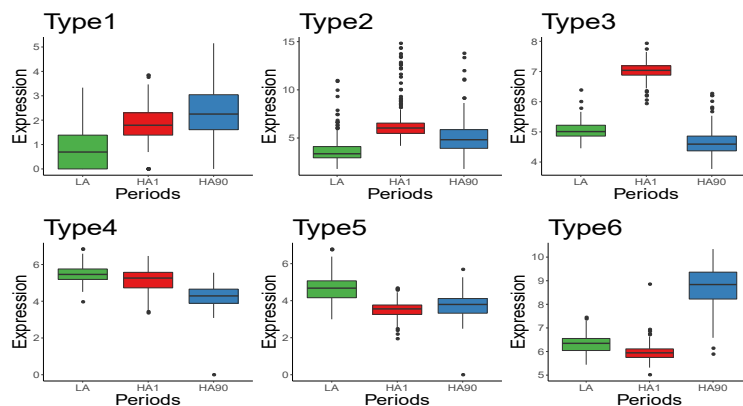 Type1
Expression
5
4
3
2
1
0
LA
HA1
HA90
Periods
Type2
Expression
15
10
5
LA
HA1
HA90
Periods
Type3
Expression
8
7
6
5
4
LA
HA1
HA90
Periods
Type4
Expression
6
4
2
0
LA
HA1
HA90
Periods
Type5
Expression
6
4
2
0
LA
HA1
HA90
Periods
Type6
Expression
10
9
8
7
6
5
LA
HA1
HA90
Periods